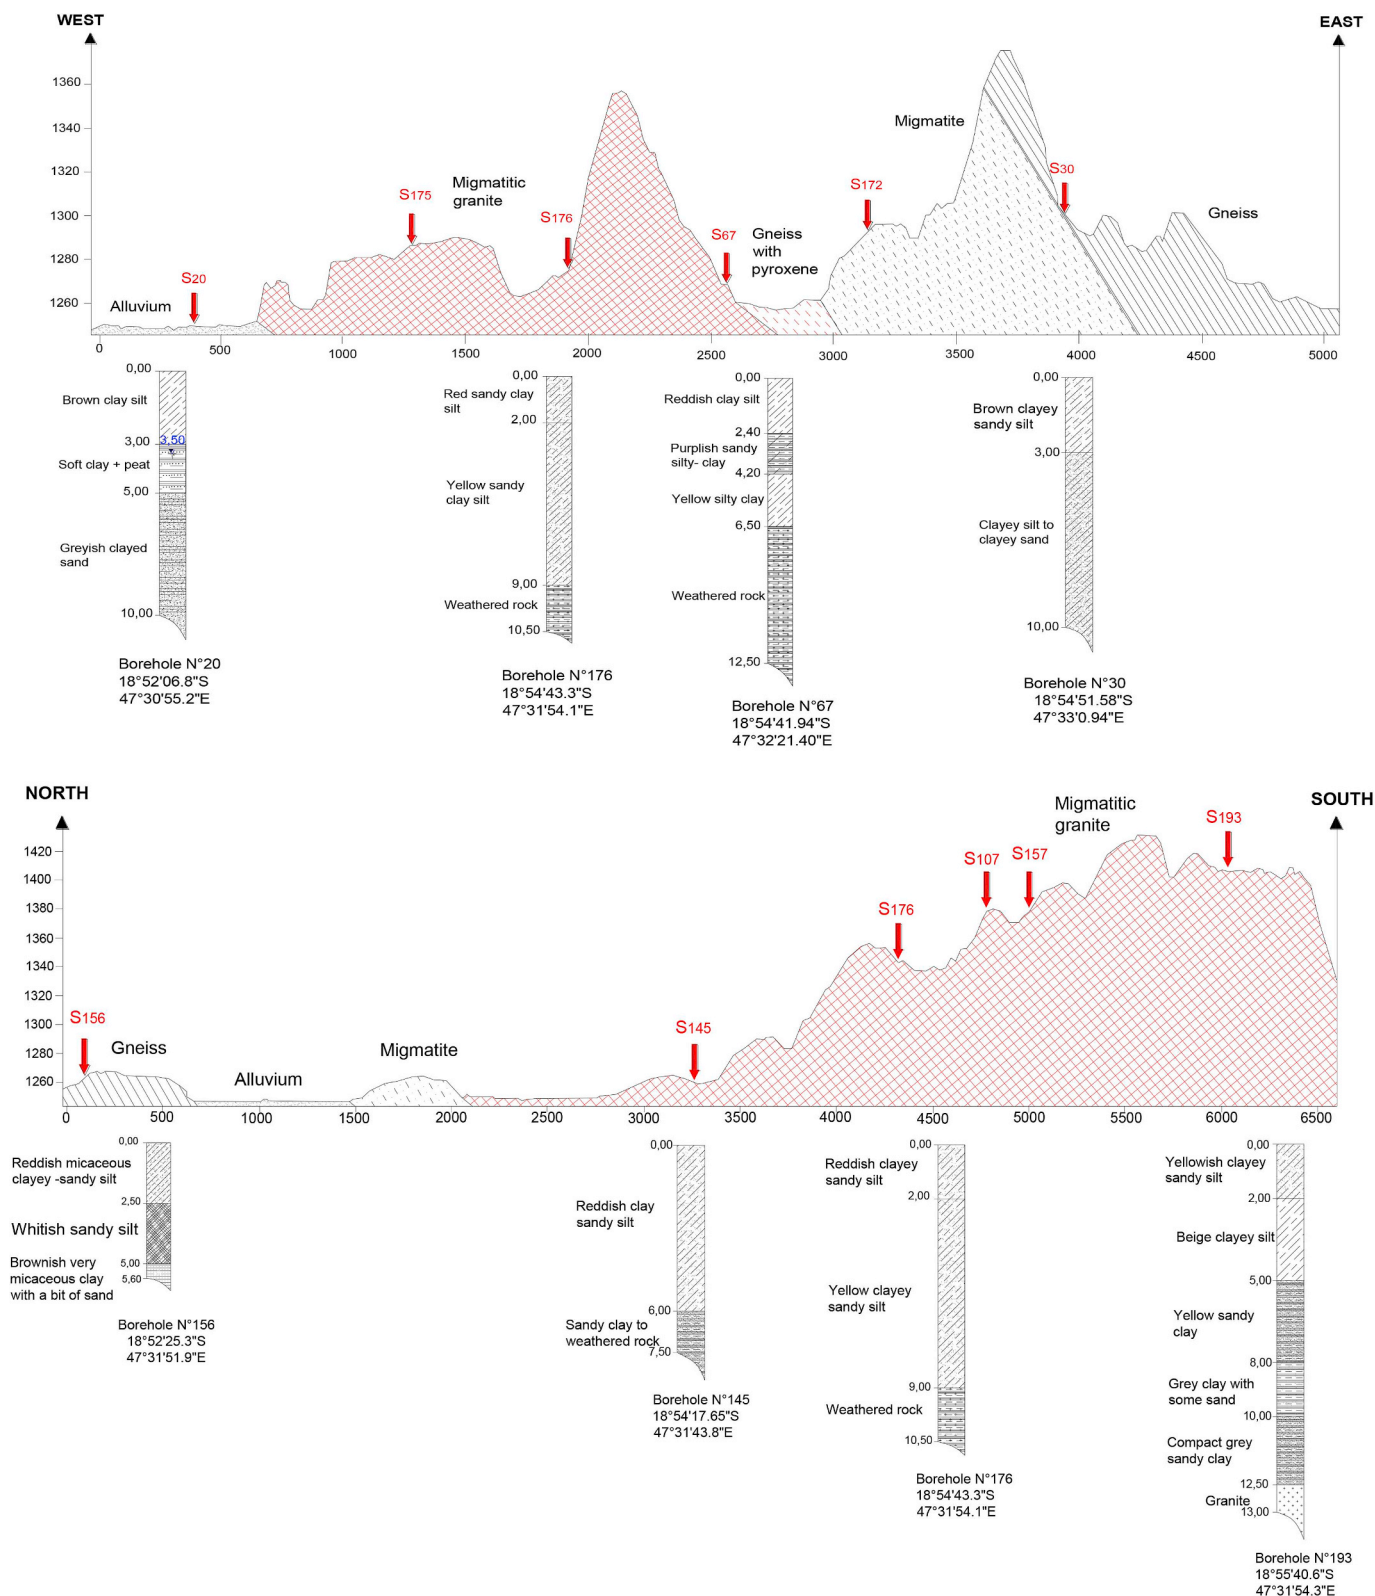 WEST
EAST
1360
1340
1320
1300
1280
1260
Alluvium
S20
S175
Migmatitic
granite
S176
S67
Gneiss
with
pyroxene
S172
Migmatite
S30
Gneiss
0
500
1000
1500
2000
2500
3000
3500
4000
4500
5000
0,00
Brown clay silt
3,00
3,50
Soft clay + peat
5,00
Greyish clayed
sand
10,00
Borehole N°20
18°52'06.8"S
47°30'55.2"E
0,00
Red sandy clay
silt
2,00
Yellow sandy
clay silt
9,00
Weathered rock
10,50
Borehole N°176
18°54'43.3"S
47°31'54.1"E
0,00
Reddish clay silt
2,40
Purplish sandy
silty- clay
4,20
Yellow silty clay
6,50
Weathered rock
12,50
Borehole N°67
18°54'41.94"S
47°32'21.40"E
0,00
Brown clayey
sandy silt
3,00
Clayey silt to
clayey sand
10,00
Borehole N°30
18°54'51.58"S
47°33'0.94"E
NORTH
SOUTH
1420
1400
1380
1360
1340
1320
1300
1280
1260
S156
Gneiss
Alluvium
Migmatite
S145
S176
S107
S157
Migmatitic
granite
S193
0
500
1000
1500
2000
2500
3000
3500
4000
4500
5000
5500
6000
6500
0,00
Reddish micaceous
clayey -sandy silt
2,50
Whitish sandy silt
5,00
Brownish very
micaceous clay
with a bit of sand
5,60
Borehole N°156
18°52'25.3"S
47°31'51.9"E
0,00
Reddish clay
sandy silt
6,00
Sandy clay to
weathered rock
7,50
Borehole N°145
18°54'17.65"S
47°31'43.8"E
0,00
Reddish clayey
sandy silt
2,00
Yellow clayey
sandy silt
9,00
Weathered rock
10,50
Borehole N°176
18°54'43.3"S
47°31'54.1"E
0,00
Yellowish clayey
sandy silt
2,00
Beige clayey silt
5,00
Yellow sandy
clay
8,00
Grey clay with
some sand
10,00
Compact grey
sandy clay
12,50
Granite
13,00
Borehole N°193
18°55'40.6"S
47°31'54.3"E